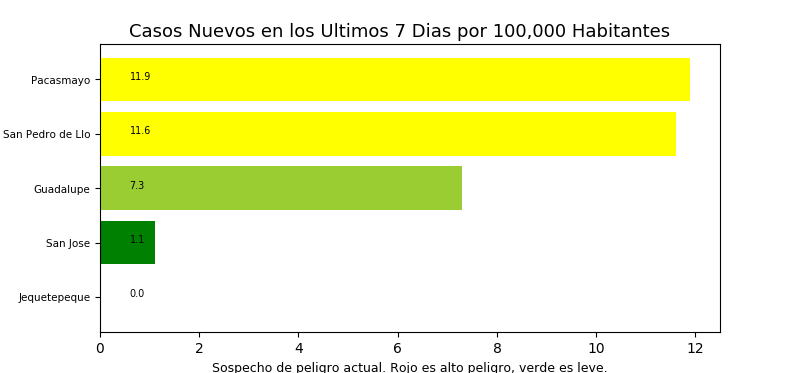 Casos Nuevos en los Ultimos 7 Dias por 100,000 Habitantes
Pacasmayo 11.9
San Pedro de Llo 11.6
Guadalupe 7.3
San Jose 1.1
Jequetepeque 0.0
0 2 4 6 8 10 12
Sospecho de peligro actual. Rojo es alto peligro, verde es leve.